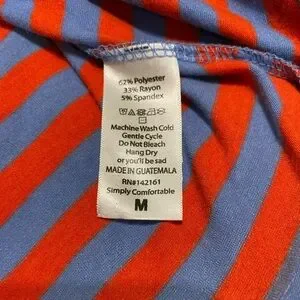 62% Polyester
33% Rayon
5% Spandex
Machine Wash Cold
Gentle Cycle
Do Not Bleach
Hang Dry
or you'll be sad
MADE IN GUATEMALA
RN#142161
Simply Comfortable
M